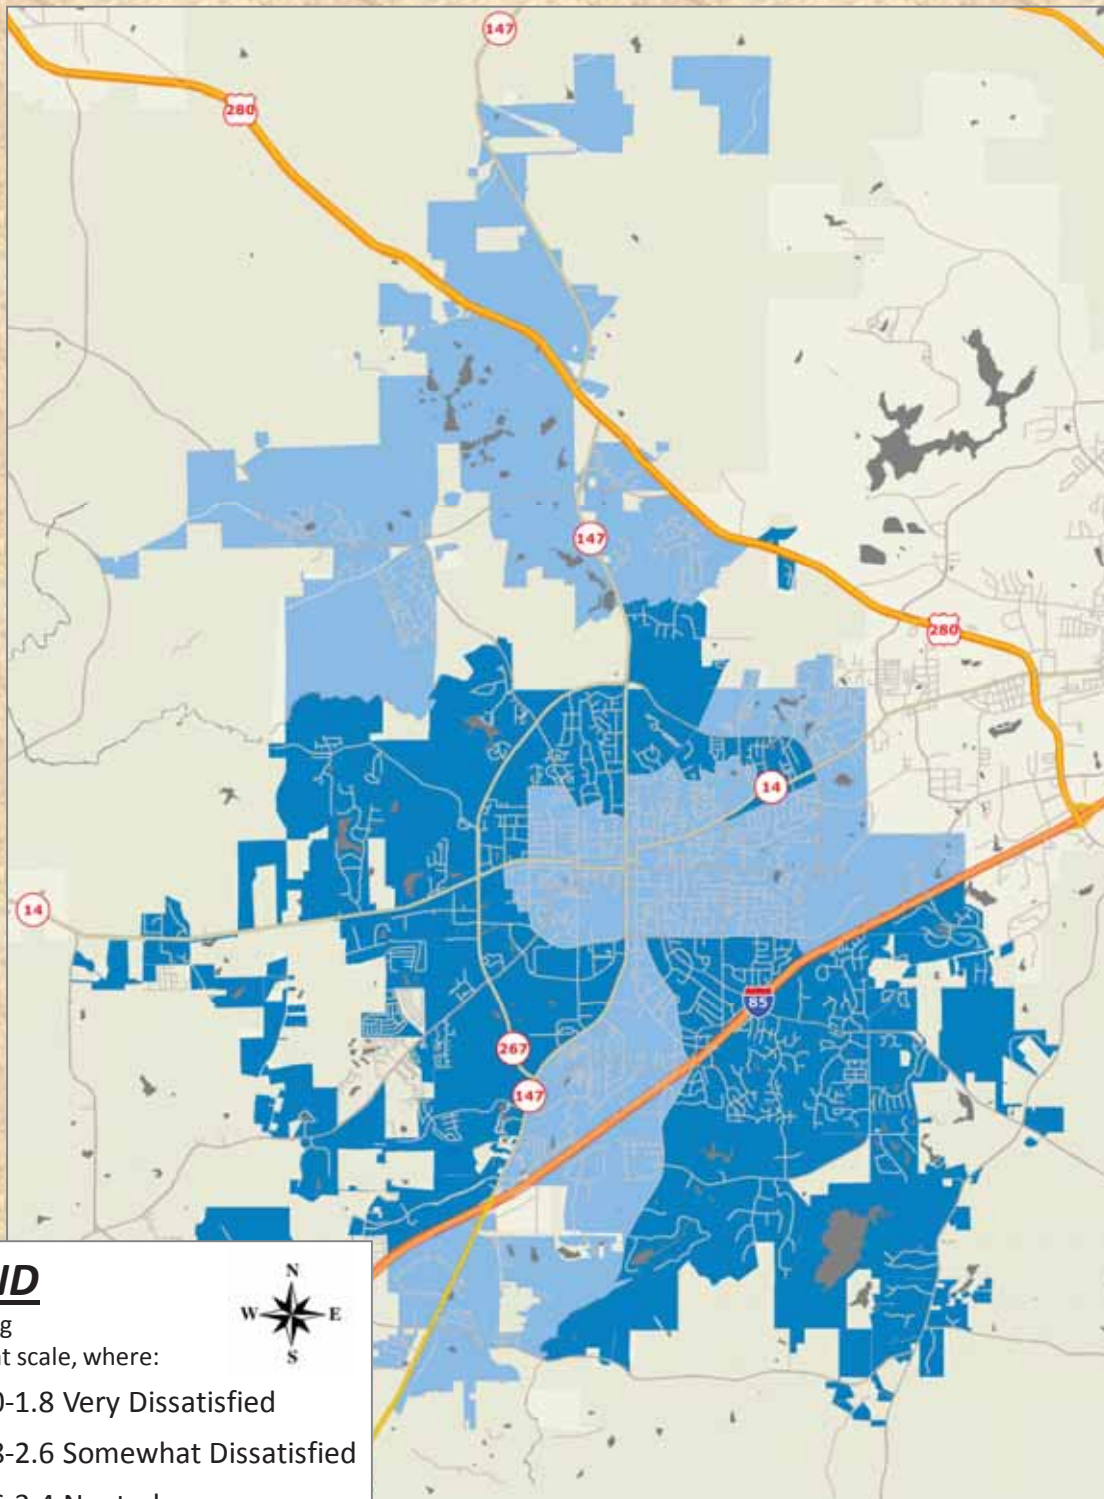 147
280
147
280
14
14
85
267
147
ND
N
W E
S
g
t scale, where:
0-1.8 Very Dissatisfied
8-2.6 Somewhat Dissatisfied